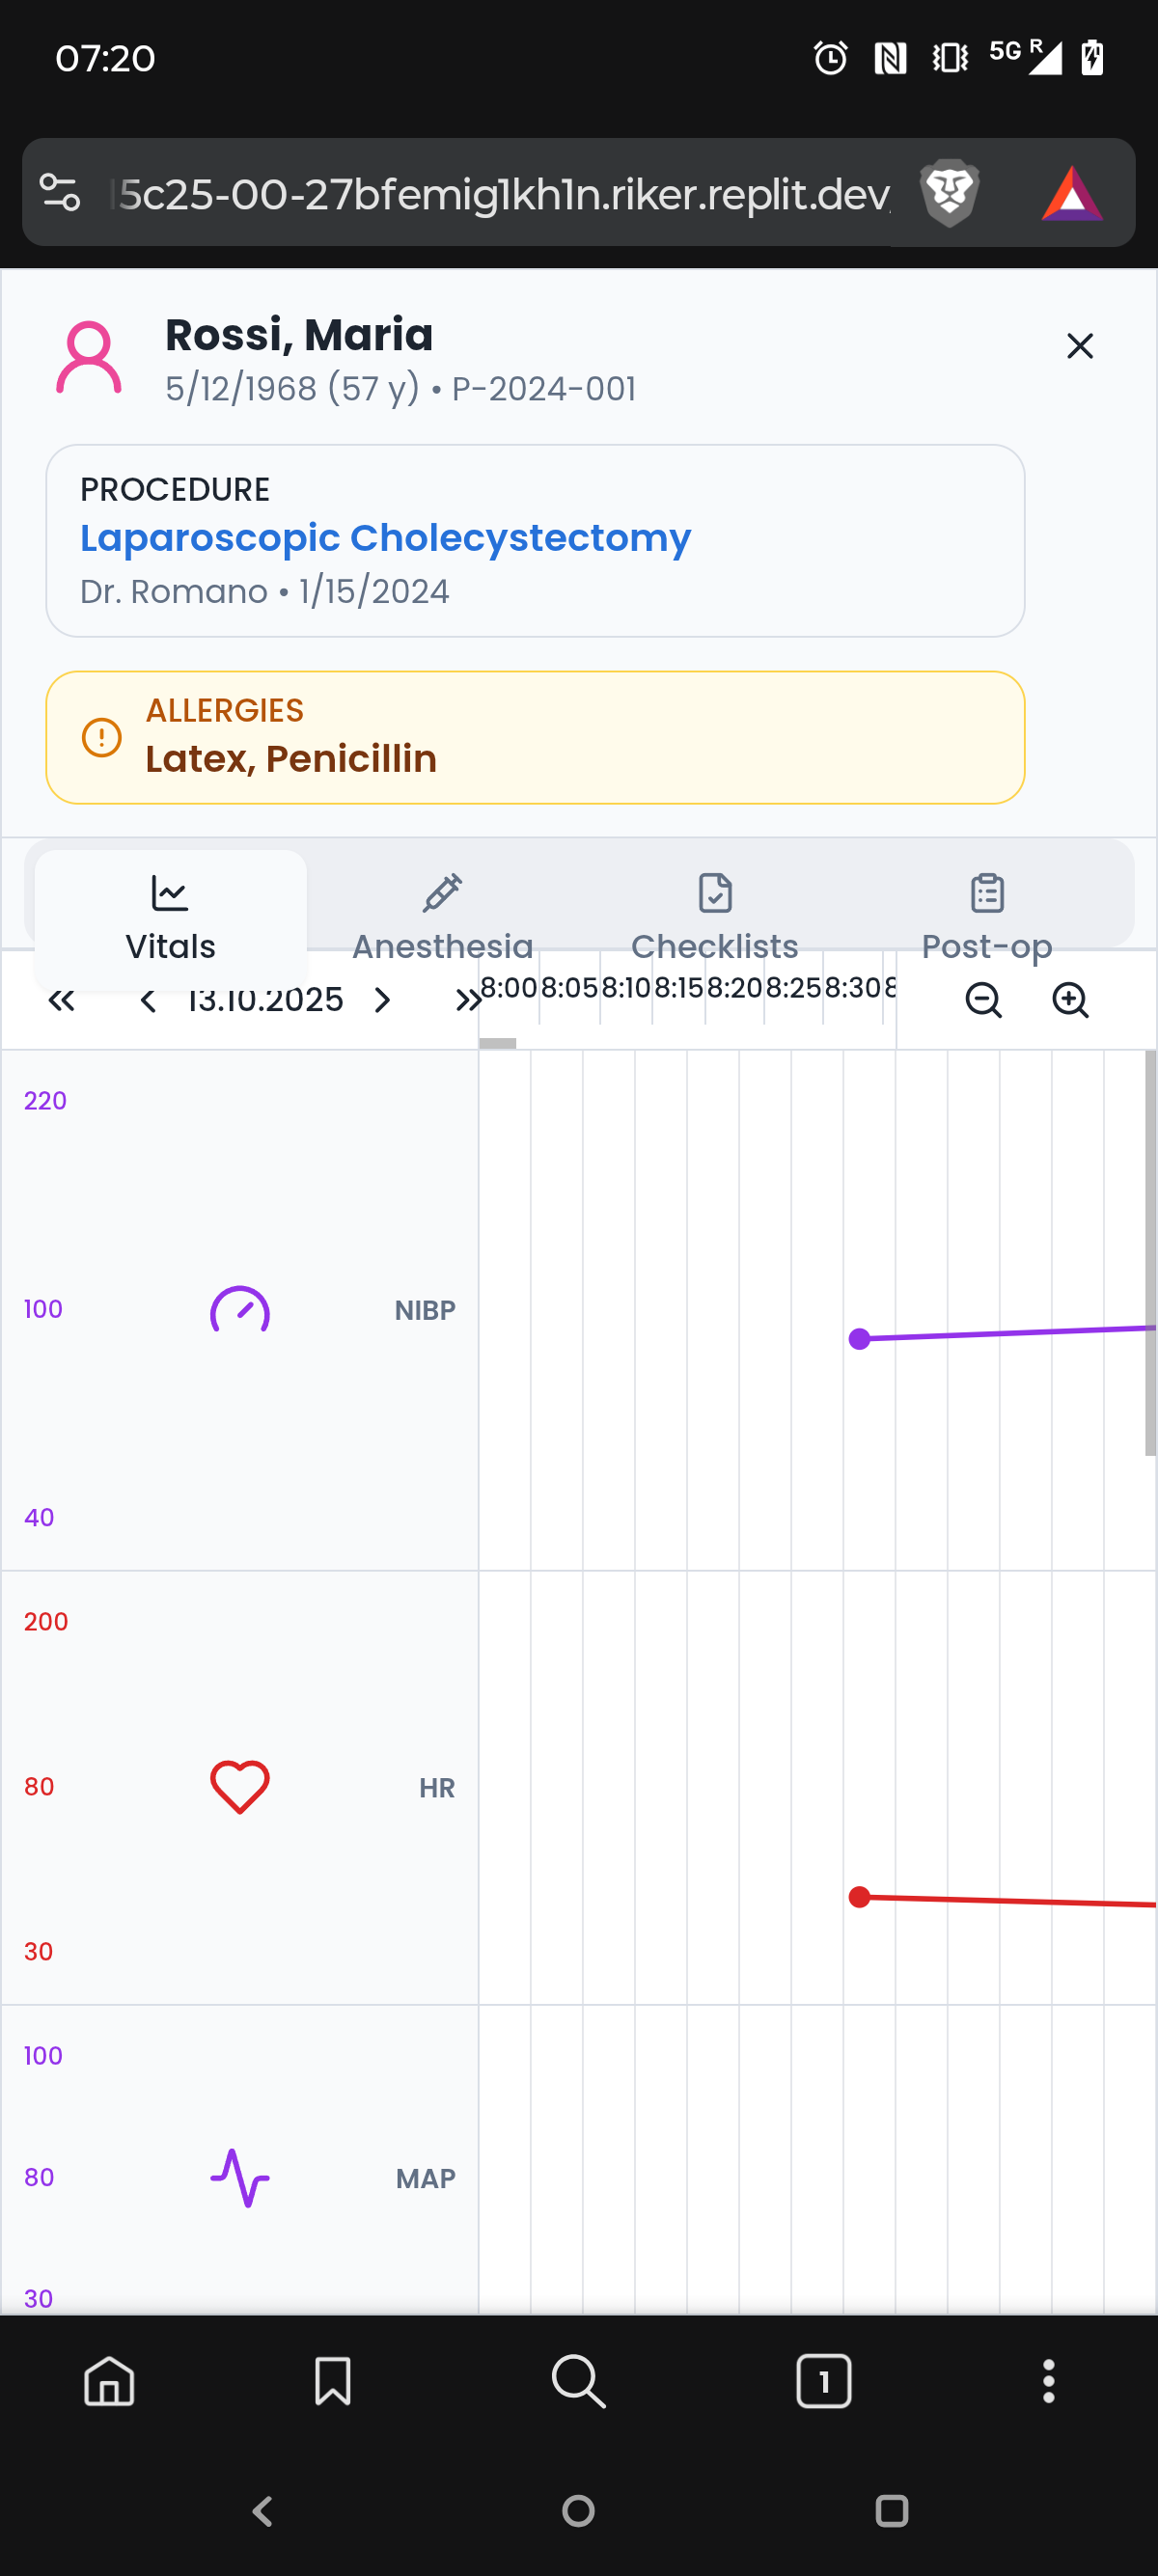 07:20
5G R
5c25-00-27bfemig1kh1n.riker.replit.dev
Rossi, Maria
5/12/1968 (57 y) • P-2024-001
PROCEDURE
Laparoscopic Cholecystectomy
Dr. Romano • 1/15/2024
ALLERGIES
Latex, Penicillin
Vitals
Anesthesia
Checklists
Post-op
13.10.2025
8:00 8:05 8:10 8:15 8:20 8:25 8:30 8
220
100
NIBP
40
200
80
HR
30
100
80
MAP
30
1